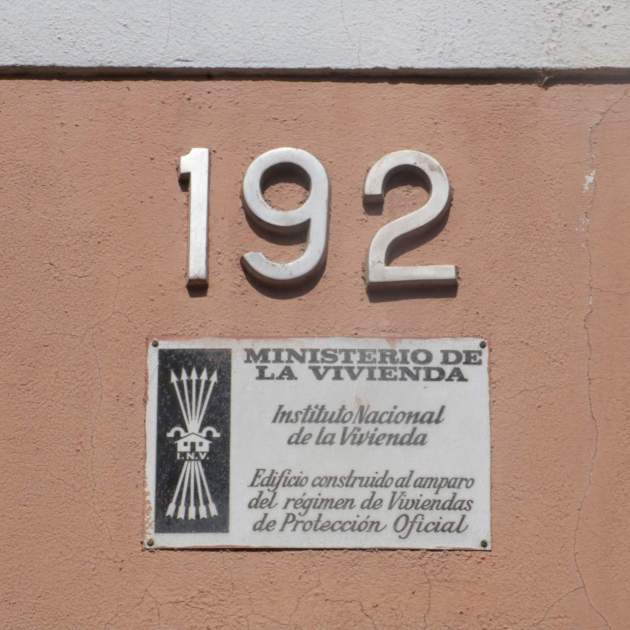 192
MINISTERIO DE
LA VIVIENDA
Instituto Nacional
de la Vivienda
I.N.V.
Edificio construido al amparo
del régimen de Viviendas
de Protección Oficial